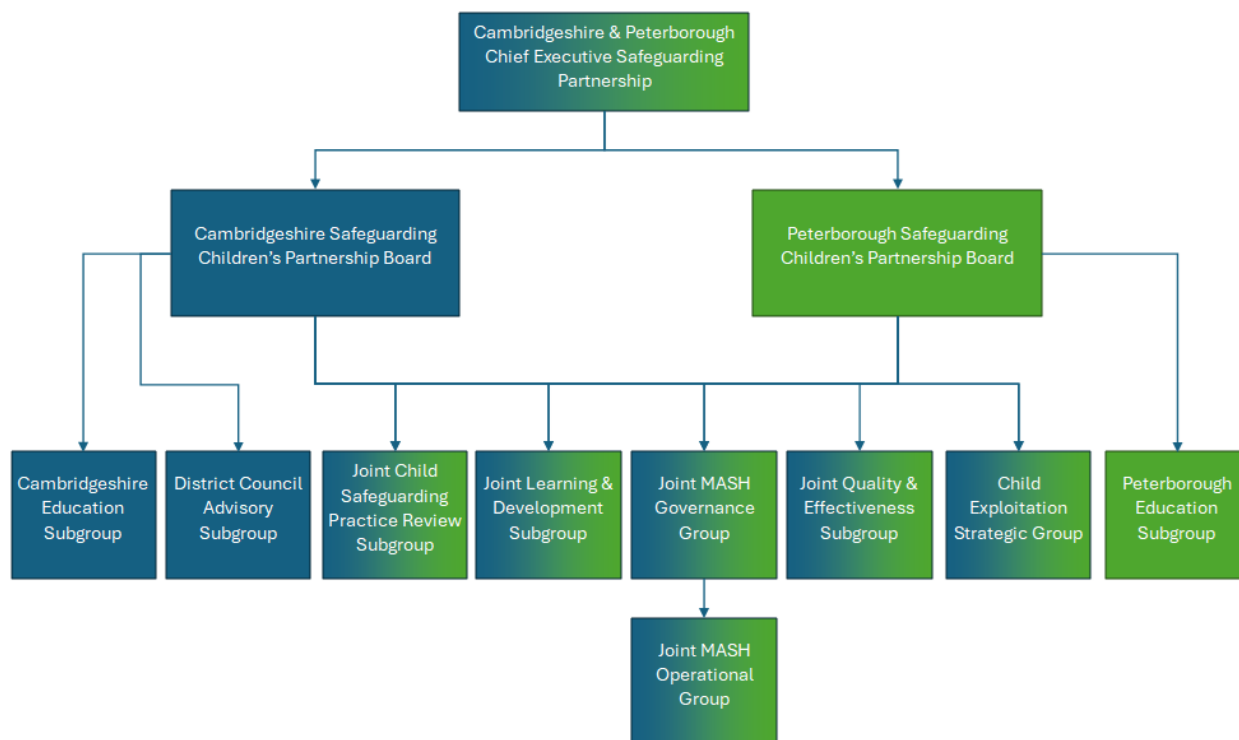 Cambridgeshire & Peterborough
Chief Executive Safeguarding
Partnership
Cambridgeshire Safeguarding
Children’s Partnership Board
Peterborough Safeguarding
Children’s Partnership Board
Cambridgeshire
Education
Subgroup
District Council
Advisory
Subgroup
Joint Child
Safeguarding
Practice Review
Subgroup
Joint Learning &
Development
Subgroup
Joint MASH
Governance
Group
Joint Quality &
Effectiveness
Subgroup
Child
Exploitation
Strategic Group
Peterborough
Education
Subgroup
Joint MASH
Operational
Group